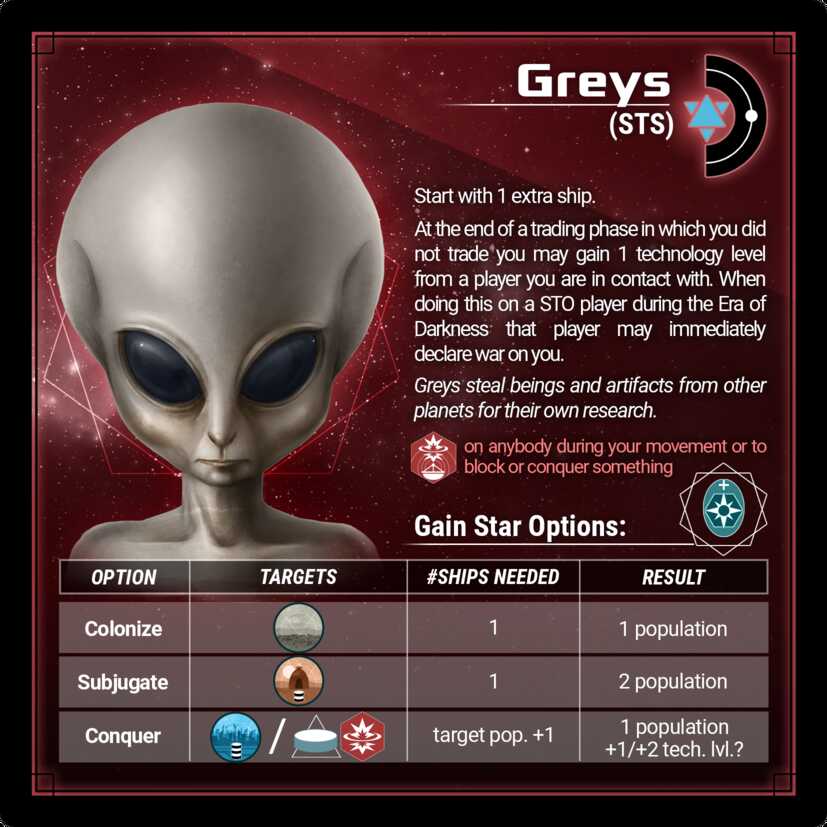 Greys
(STS)
Start with 1 extra ship.
At the end of a trading phase in which you did
not trade you may gain 1 technology level
from a player you are in contact with. When
doing this on a STO player during the Era of
Darkness that player may immediately
declare war on you.
Greys steal beings and artifacts from other
planets for their own research.
on anybody during your movement or to
block or conquer something
Gain Star Options:
OPTION TARGETS #SHIPS NEEDED RESULT
Colonize 1 1 population
Subjugate 1 2 population
Conquer / target pop. +1 1 population
+1/+2 tech. lvl.?